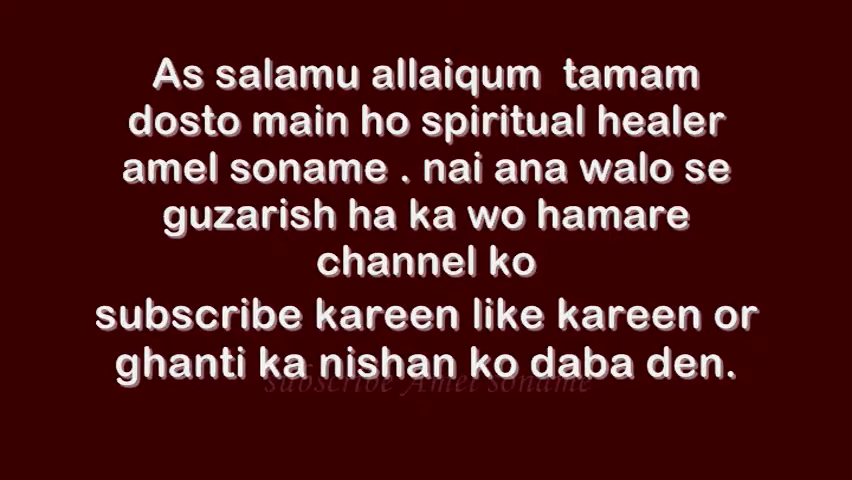 As salamu allaiqum tamam
dosto main ho spiritual healer
amel soname . nai ana walo se
guzarish ha ka wo hamare
channel ko
subscribe kareen like kareen or
ghanti ka nishan ko daba den.
subscribe Amel soname